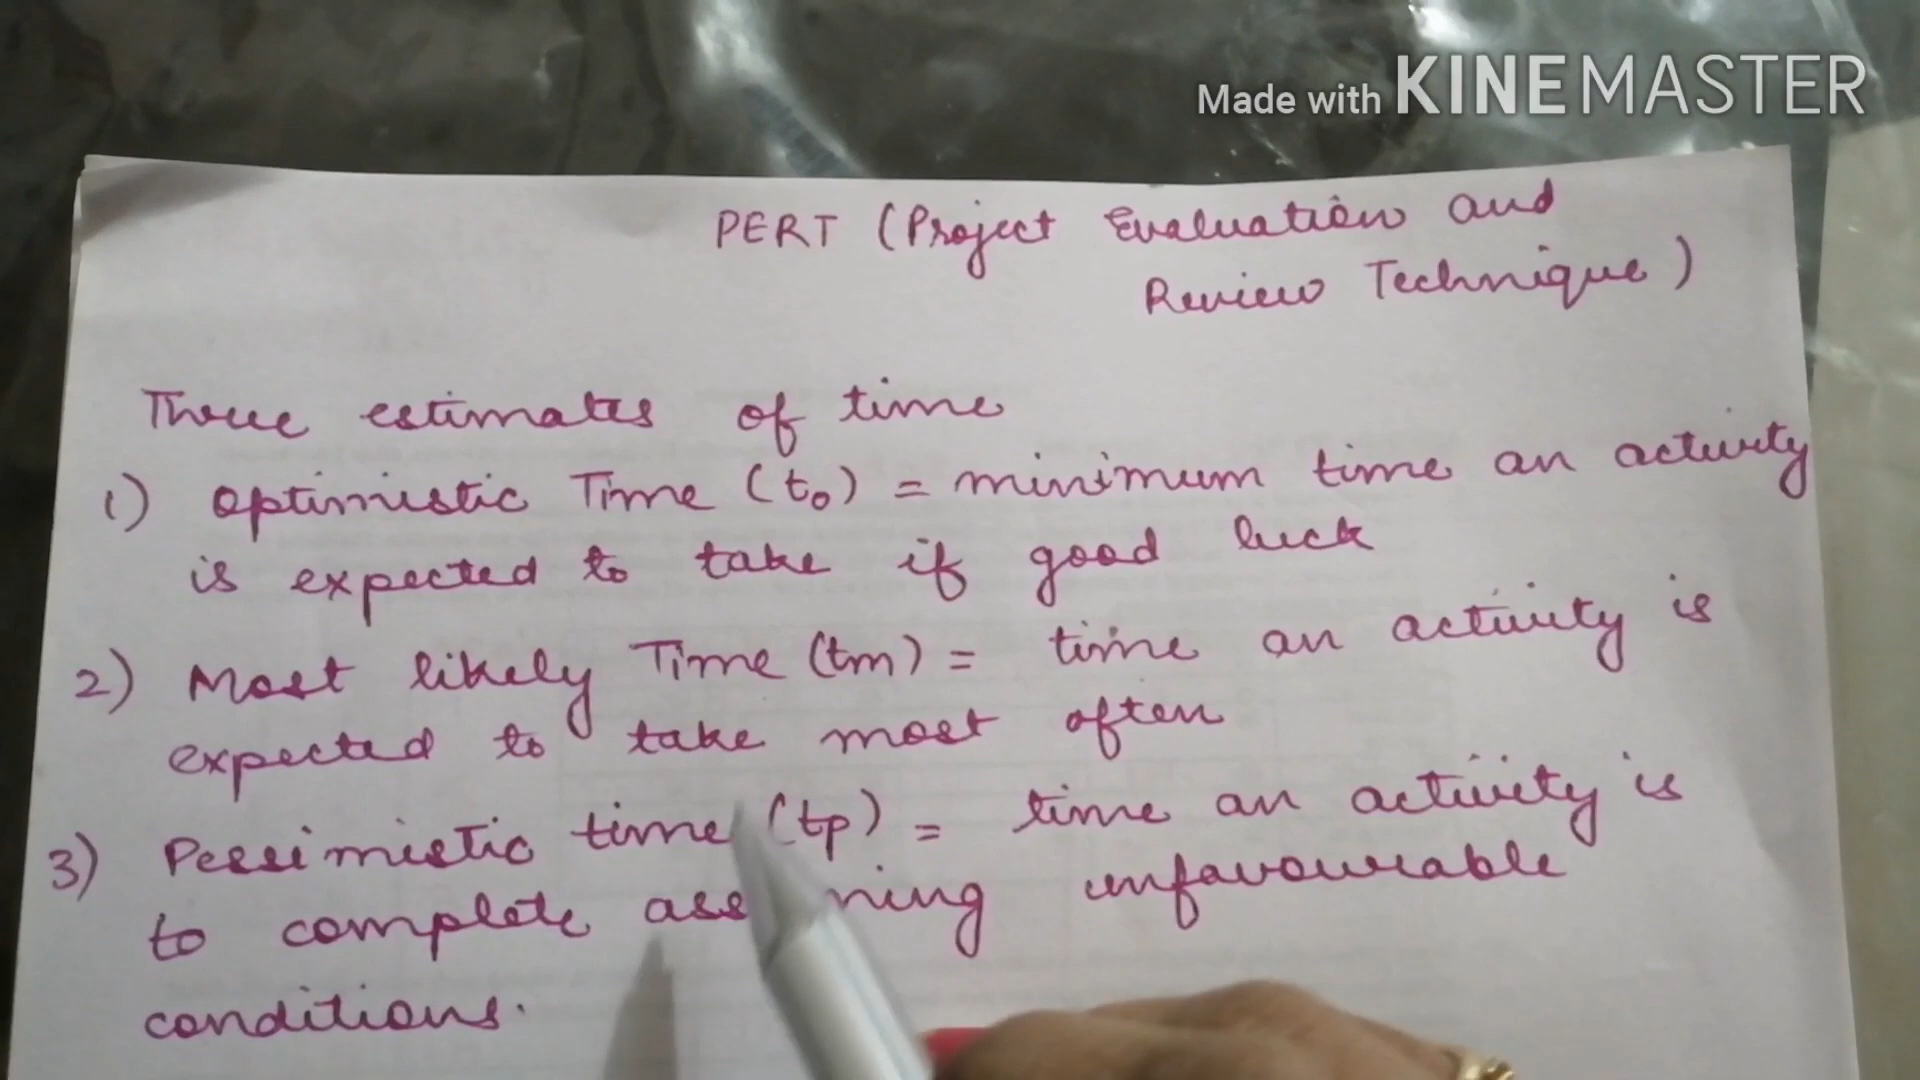 Made with KINEMASTER
PERT (Project Evaluation and
Review Technique)
Three estimates of time
1) Optimistic Time (to) = minimum time an activity
is expected to take if good luck
2) Most likely Time (tm) = time an activity is
expected to take most often
3) Pessimistic time (tp) = time an activity is
to complete unfavourable
conditions.